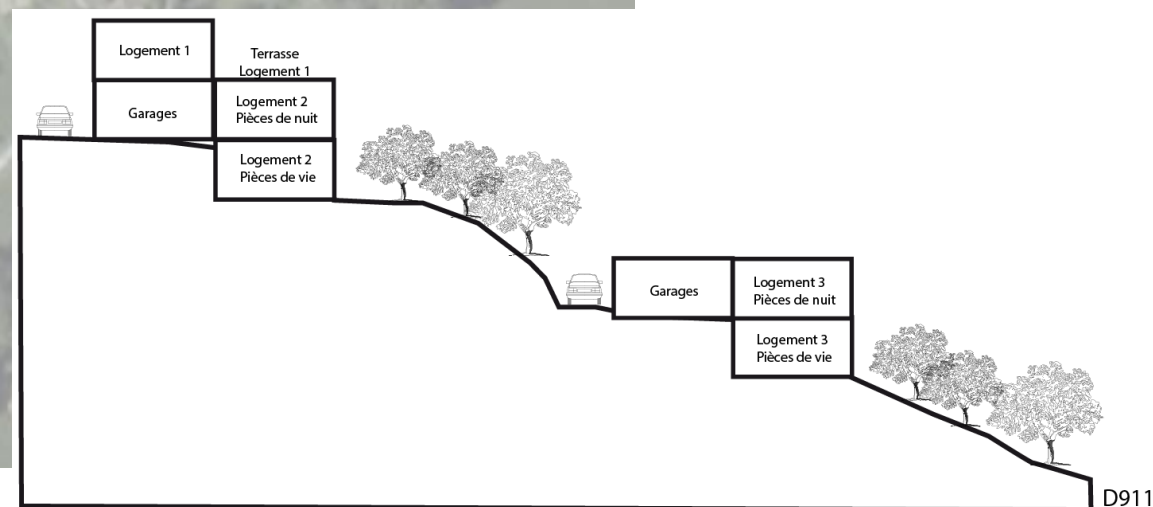 Logement 1
Terrasse
Logement 1
Garages
Logement 2
Pièces de nuit
Logement 2
Pièces de vie
Garages
Logement 3
Pièces de nuit
Logement 3
Pièces de vie
D911